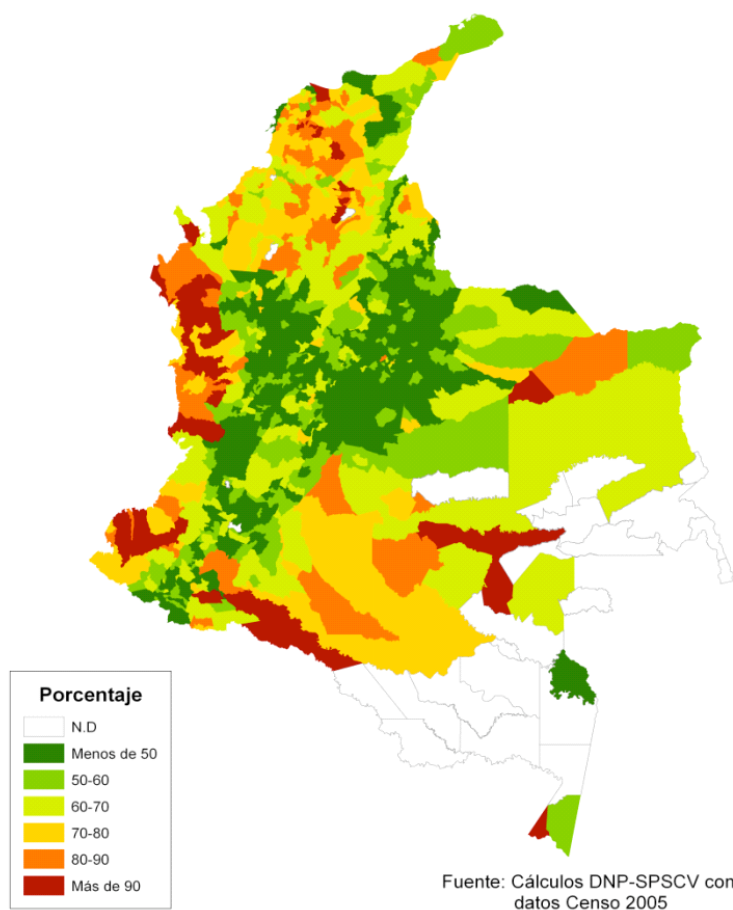 Porcentaje
N.D
Menos de 50
50-60
60-70
70-80
80-90
Más de 90
Fuente: Cálculos DNP-SPSCV con
datos Censo 2005